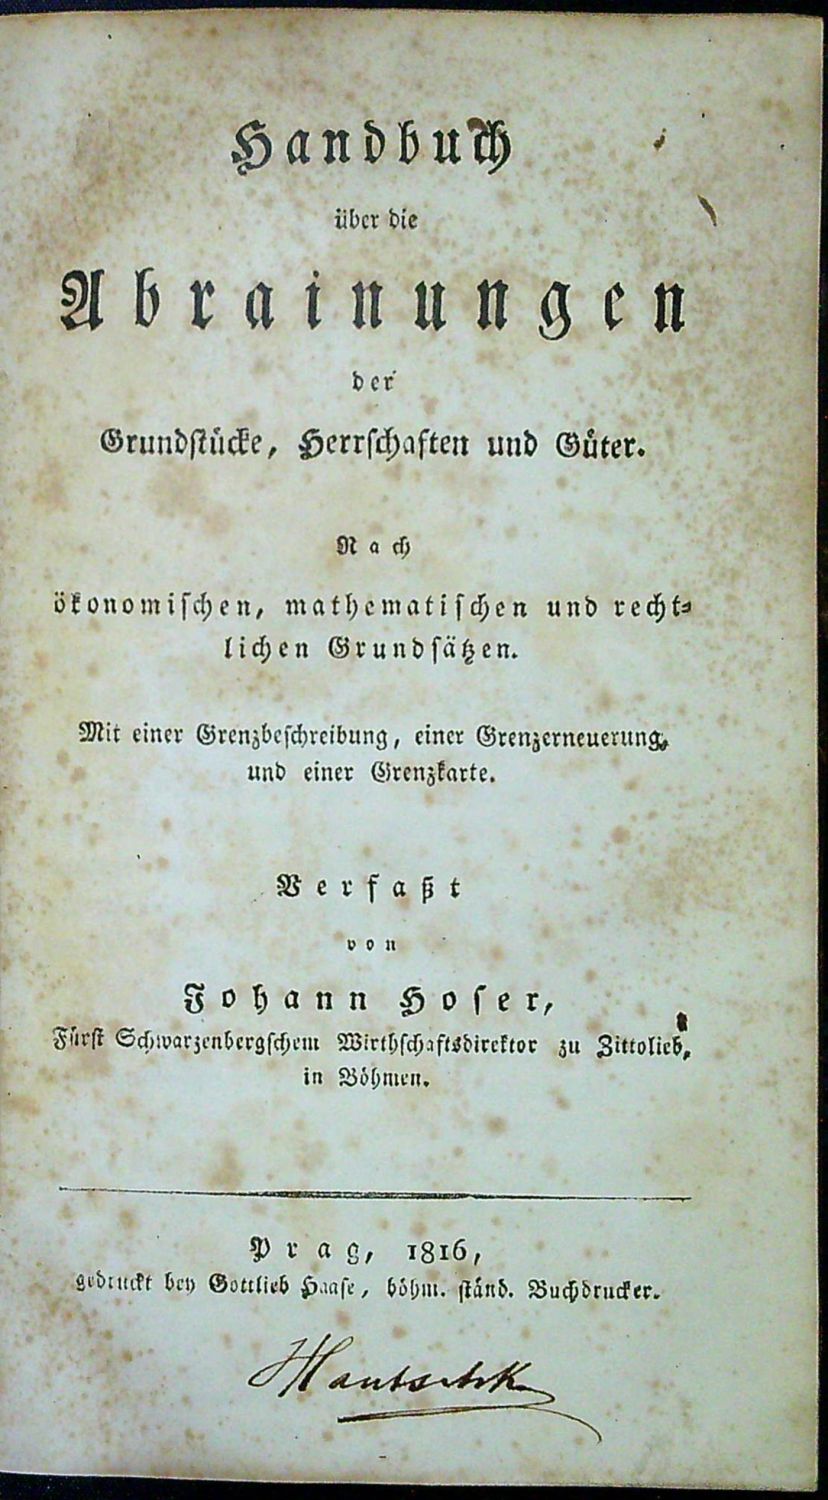 Handbuch
über die
Abrainungen
der
Grundstücke, Herrschaften und Güter.
Nach
ökonomischen, mathematischen und recht-
lichen Grundsätzen.
Mit einer Grenzbeschreibung, einer Grenzerneuerung,
und einer Grenzkarte.
Verfaßt
von
Johann Hoser,
Fürst Schwarzenbergschem Wirthschaftsdirektor zu Zittolieb,
in Böhmen.
Prag, 1816,
gedruckt bey Gottlieb Haase, böhm. ständ. Buchdrucker.